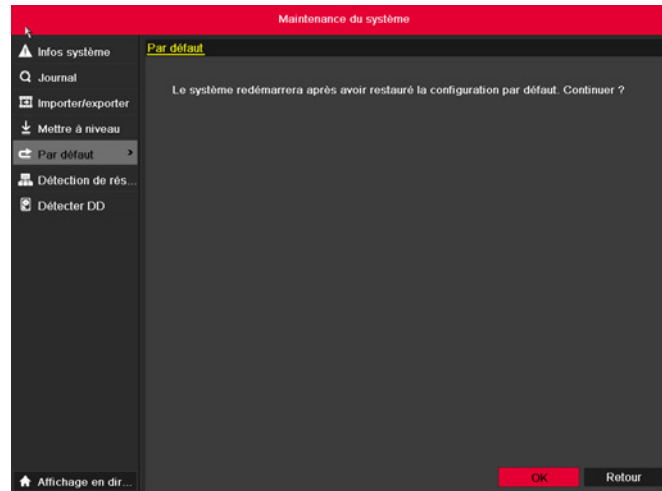 Maintenance du système
Infos système
Journal
Importer/exporter
Mettre à niveau
Par défaut
Détection de rés...
Détecter DD
Affichage en dir...
Par défaut
Le système redémarrera après avoir restauré la configuration par défaut. Continuer ?
OK
Retour